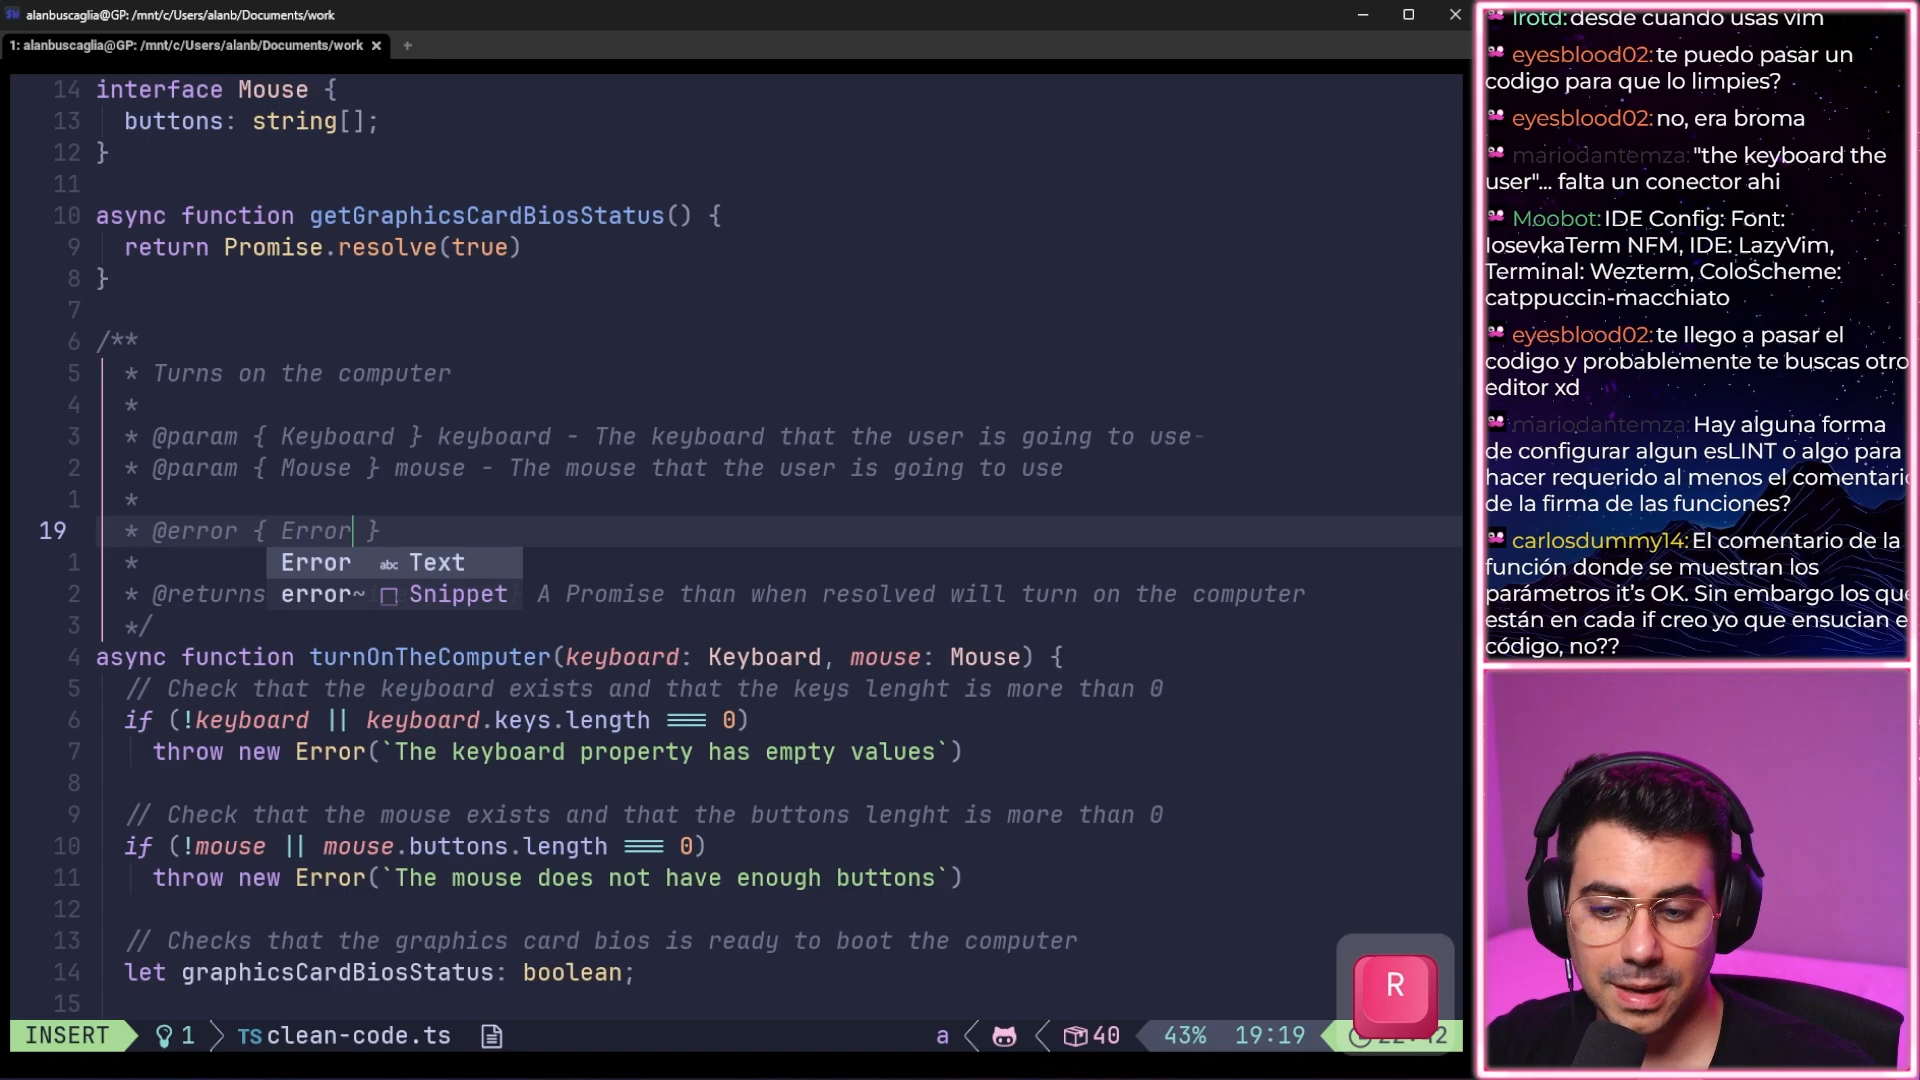 alanbuscaglia@GP: /mnt/c/Users/alanb/Documents/work
1: alanbuscaglia@GP: /mnt/c/Users/alanb/Documents/work
14 interface Mouse {
13 buttons: string[];
12 }
11
10 async function getGraphicsCardBiosStatus() {
9 return Promise.resolve(true)
8 }
7
6 /**
5 * Turns on the computer
4 *
3 * @param { Keyboard } keyboard - The keyboard that the user is going to use-
2 * @param { Mouse } mouse - The mouse that the user is going to use
1 *
19 * @error { Error }
Error abc Text
1 *
error~ Snippet
2 * @returns A Promise than when resolved will turn on the computer
3 */
4 async function turnOnTheComputer(keyboard: Keyboard, mouse: Mouse) {
5 // Check that the keyboard exists and that the keys lenght is more than 0
6 if (!keyboard || keyboard.keys.length === 0)
7 throw new Error(`The keyboard property has empty values`)
8
9 // Check that the mouse exists and that the buttons lenght is more than 0
10 if (!mouse || mouse.buttons.length === 0)
11 throw new Error(`The mouse does not have enough buttons`)
12
13 // Checks that the graphics card bios is ready to boot the computer
14 let graphicsCardBiosStatus: boolean;
15
INSERT 1 TS clean-code.ts a 40 43% 19:19
R
lrotd: desde cuando usas vim
eyesblood02: te puedo pasar un
codigo para que lo limpies?
eyesblood02: no, era broma
mariodantemza: "the keyboard the
user"... falta un conector ahi
Moobot: IDE Config: Font:
IosevkaTerm NFM, IDE: LazyVim,
Terminal: Wezterm, ColoScheme:
catppuccin-macchiato
eyesblood02: te llego a pasar el
codigo y probablemente te buscas otro
editor xd
mariodantemza: Hay alguna forma
de configurar algun esLINT o algo para
hacer requerido al menos el comentario
de la firma de las funciones?
carlosdummy14: El comentario de la
función donde se muestran los
parámetros it's OK. Sin embargo los que
están en cada if creo yo que ensucian e
código, no??